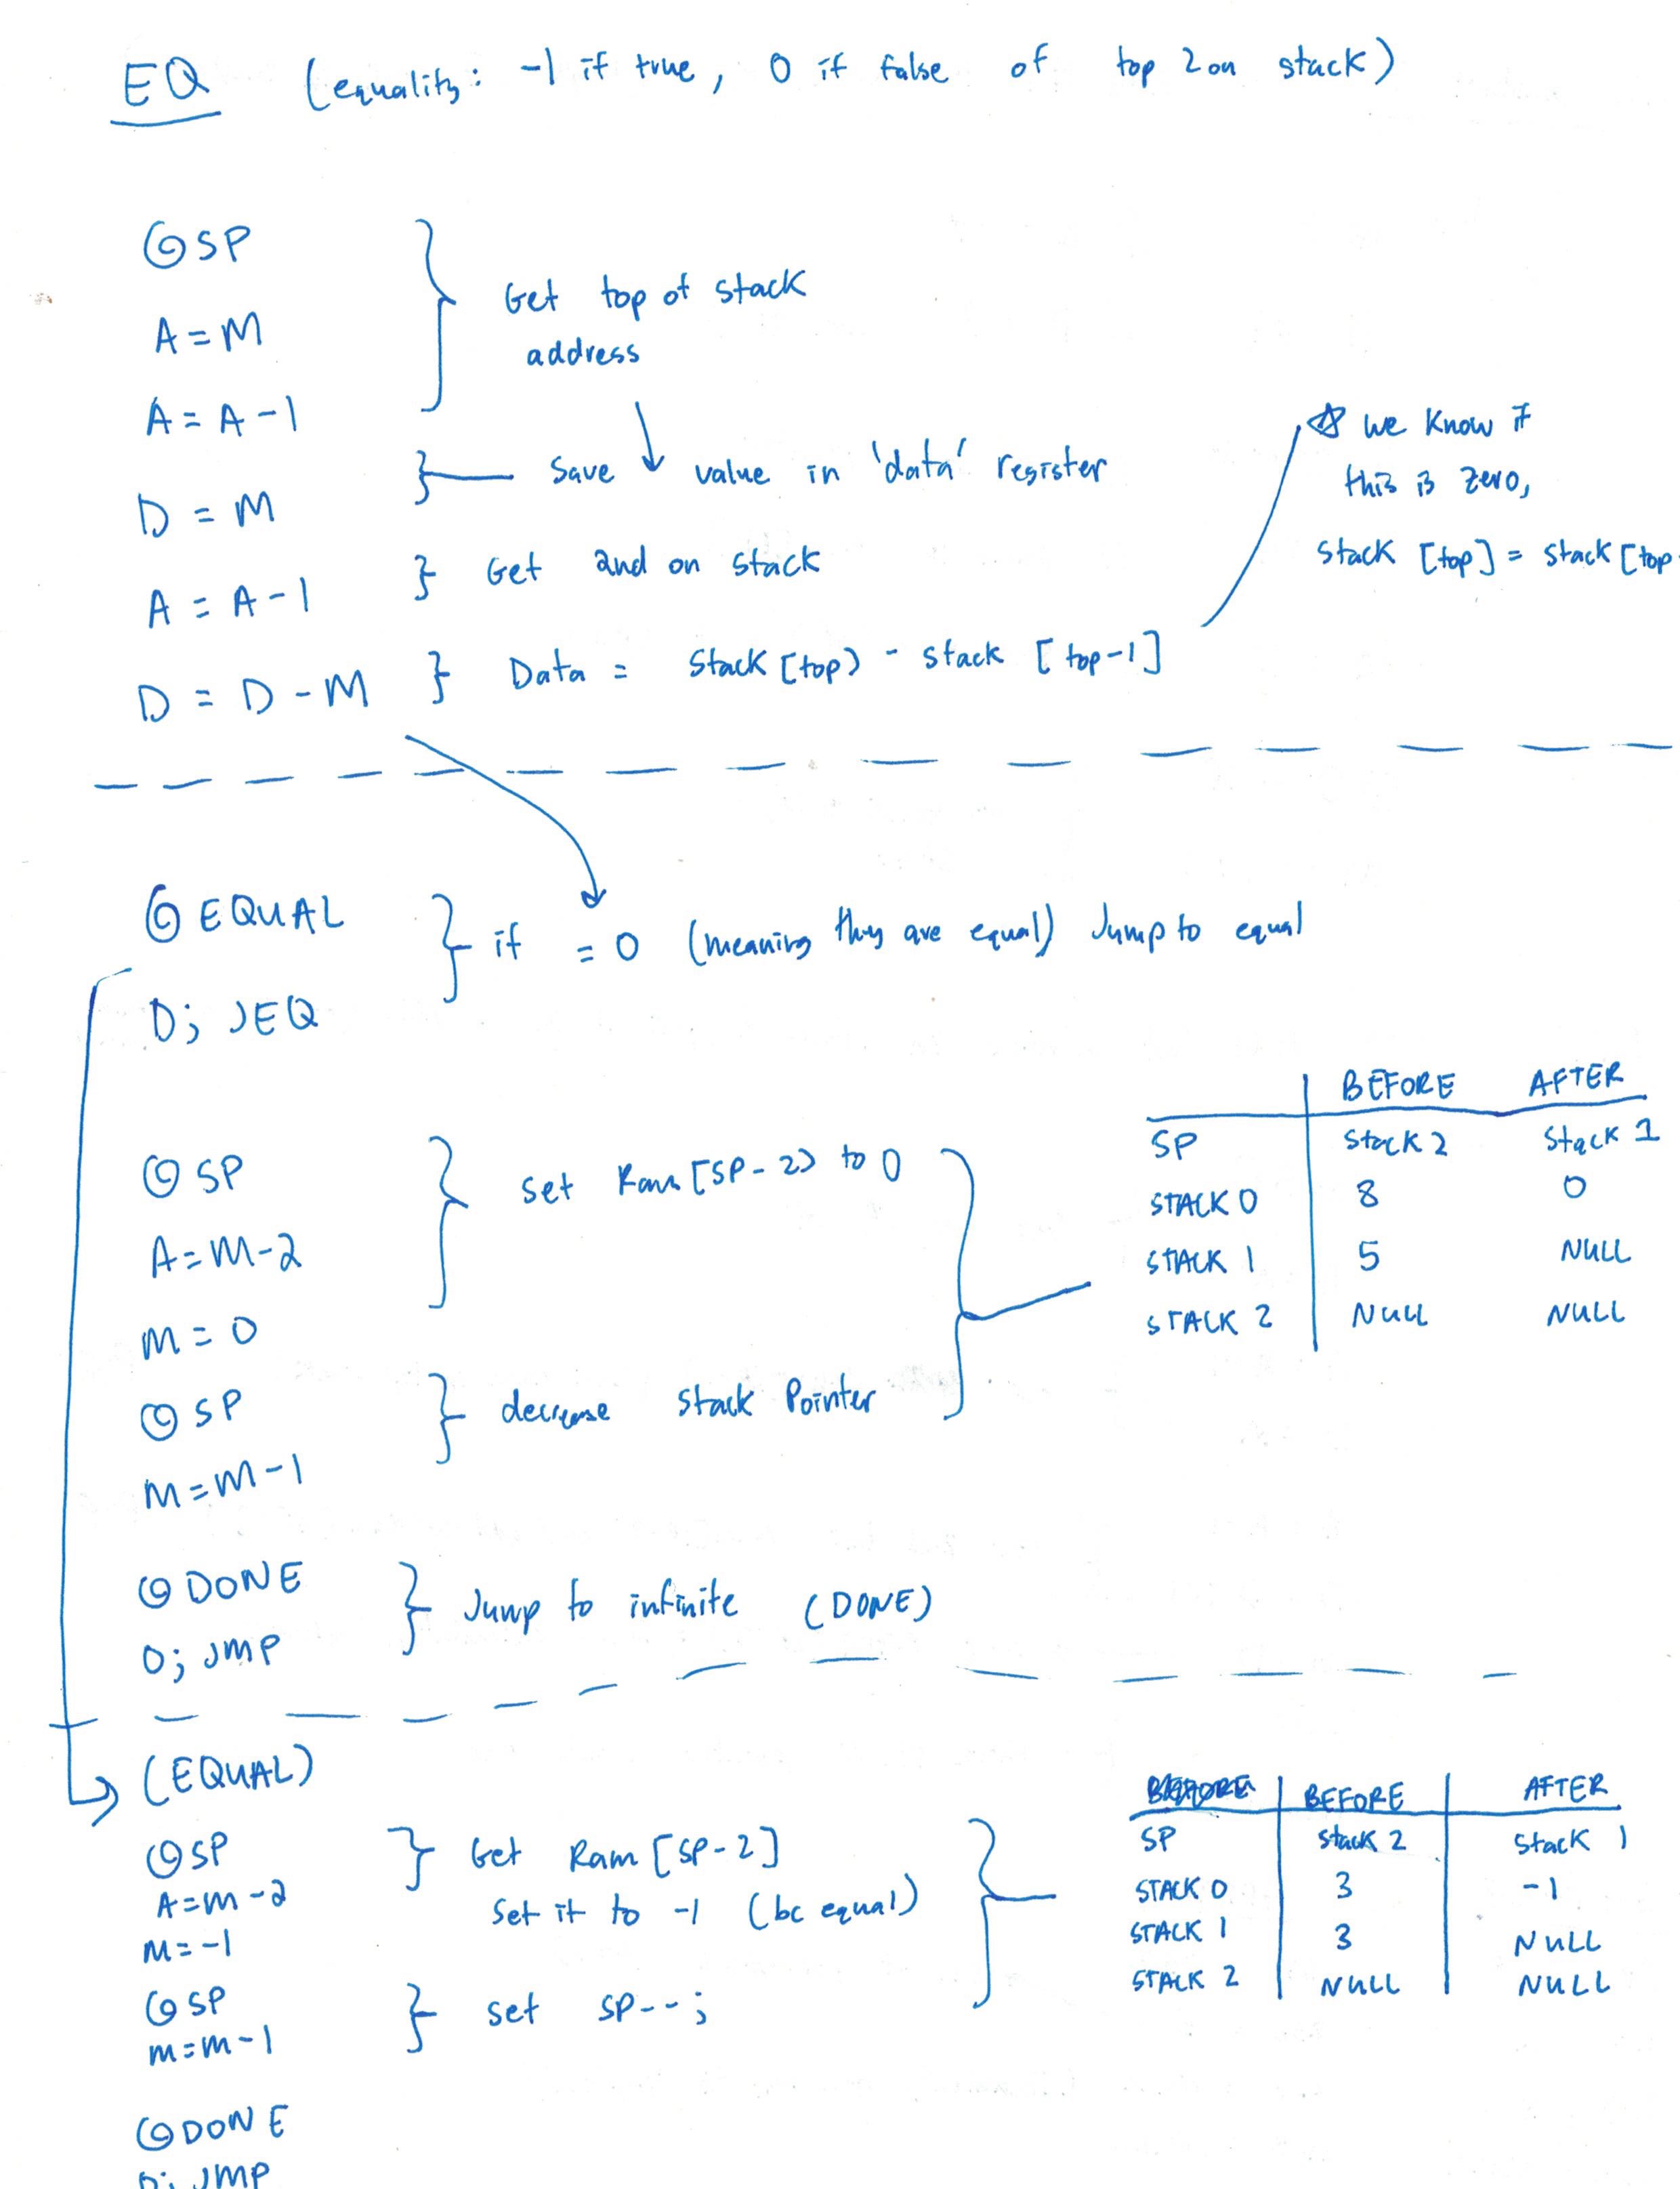 EQ (equality: -1 if true, 0 if false of top 2 on stack)
@SP
A=M
A=A-1
} Get top of stack
address
D=M
} Save ↓ value in 'data' register
A=A-1
} Get 2nd on stack
D=D-M } Data = Stack[top) - stack [top-1]
☆ we know if
this is zero,
stack [top] = stack [top
@ EQUAL
D; JEQ
} if = 0 (meaning they are equal) Jump to equal
@ SP
A=M-2
M=0
} set Ram[SP-2] to 0
@ SP
M=M-1
} decrease Stack Pointer
BEFORE AFTER
SP Stack 2 Stack 1
STACK 0 8 0
STACK 1 5 NULL
STACK 2 NULL NULL
@ DONE
0; JMP
} Jump to infinite (DONE)
(EQUAL)
@SP
A=M-2
M=-1
} Get Ram [SP-2]
Set it to -1 (bc equal)
@SP
M=M-1
} set SP--;
BEFORE AFTER
SP Stack 2 Stack 1
STACK 0 3 -1
STACK 1 3 NULL
STACK 2 NULL NULL
@DONE
0; JMP